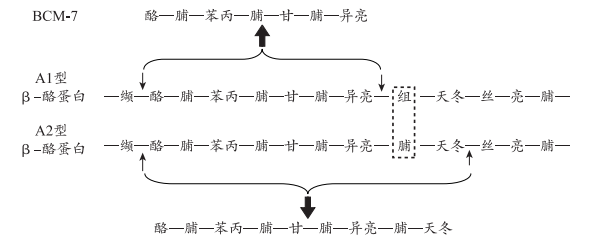 BCM-7 酪—脯—苯丙—脯—甘—脯—异亮
A1型
β-酪蛋白 —缬—酪—脯—苯丙—脯—甘—脯—异亮—组—天冬—丝—亮—脯—
A2型
β-酪蛋白 —缬—酪—脯—苯丙—脯—甘—脯—异亮—脯—天冬—丝—亮—脯—
酪—脯—苯丙—脯—甘—脯—异亮—脯—天冬